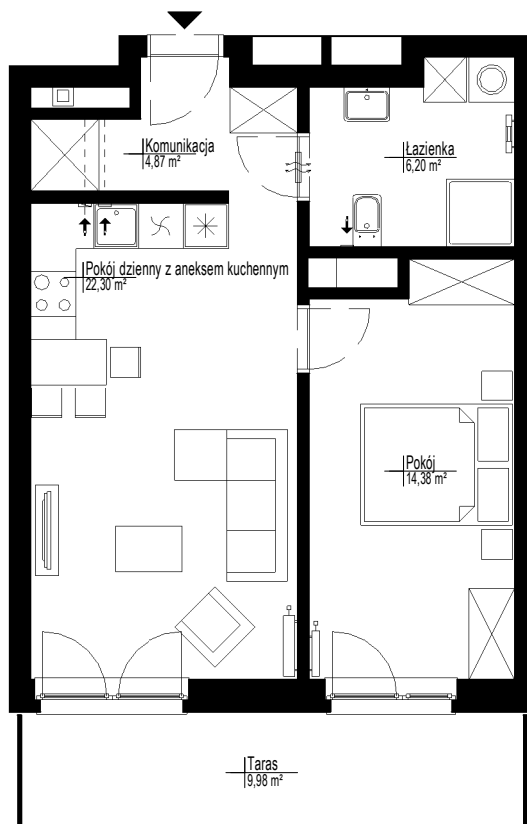 Komunikacja
4,87 m²
Łazienka
6,20 m²
Pokój dzienny z aneksem kuchennym
22,30 m²
Pokój
14,38 m²
Taras
9,98 m²